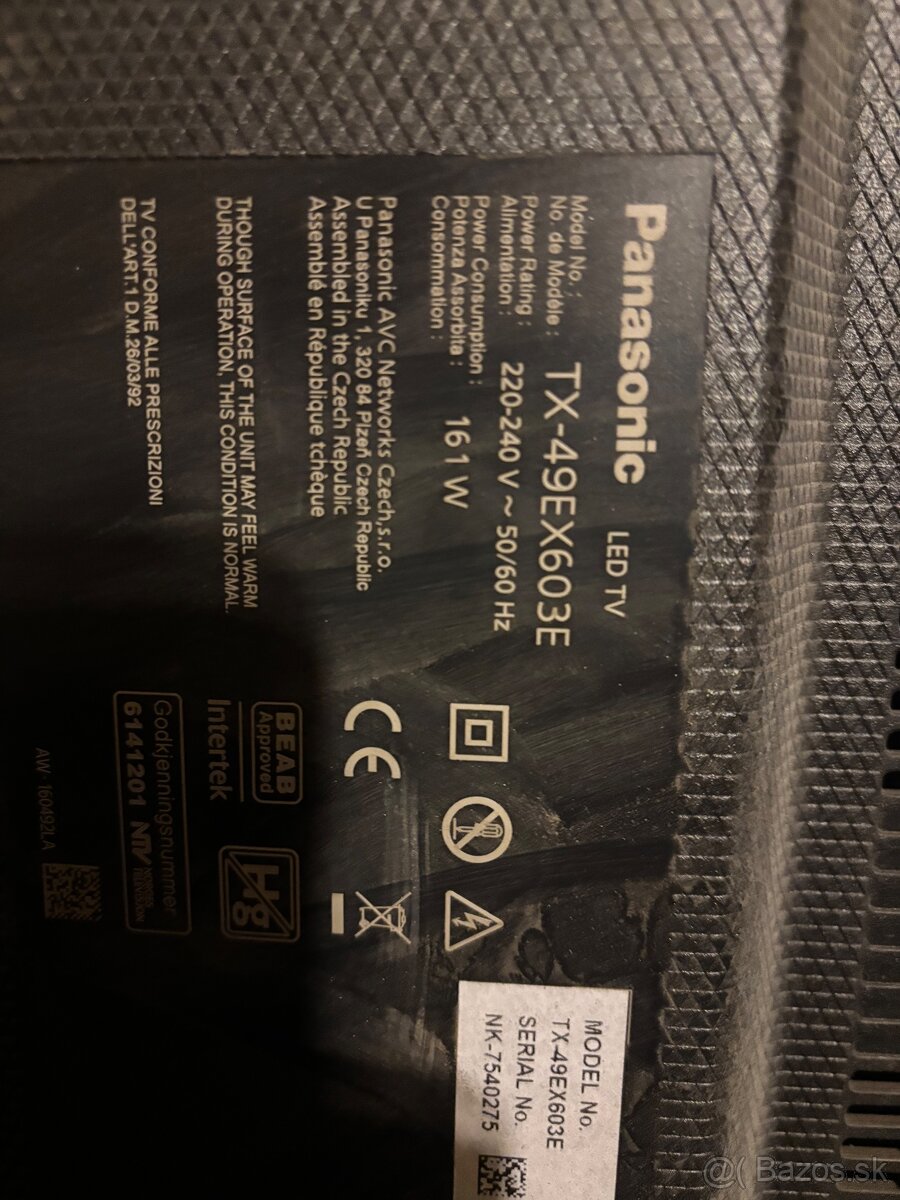 Panasonic LED TV
Model No. :
No. de Modèle : TX-49EX603E
Power Rating :
Alimentation : 220-240 V ~ 50/60 Hz
Power Consumption :
Potenza Assorbita : 161 W
Consommation :
Panasonic AVC Networks Czech,s.r.o.
U Panasoniku 1, 320 84 Plzeň Czech Republic
Assembled in the Czech Republic
Assemblé en République tchèque
THOUGH SURFACE OF THE UNIT MAY FEEL WARM
DURING OPERATION, THIS CONDITION IS NORMAL.
TV CONFORME ALLE PRESCRIZIONI
DELL'ART.1 D.M.26/03/92
CE
BEAB
Approved
Intertek
Hg
Godkjenningsnummer
6141201 NTV
AW- 160492LA
MODEL No.
TX-49EX603E
SERIAL No.
NK-7540275
@( Bazos.sk